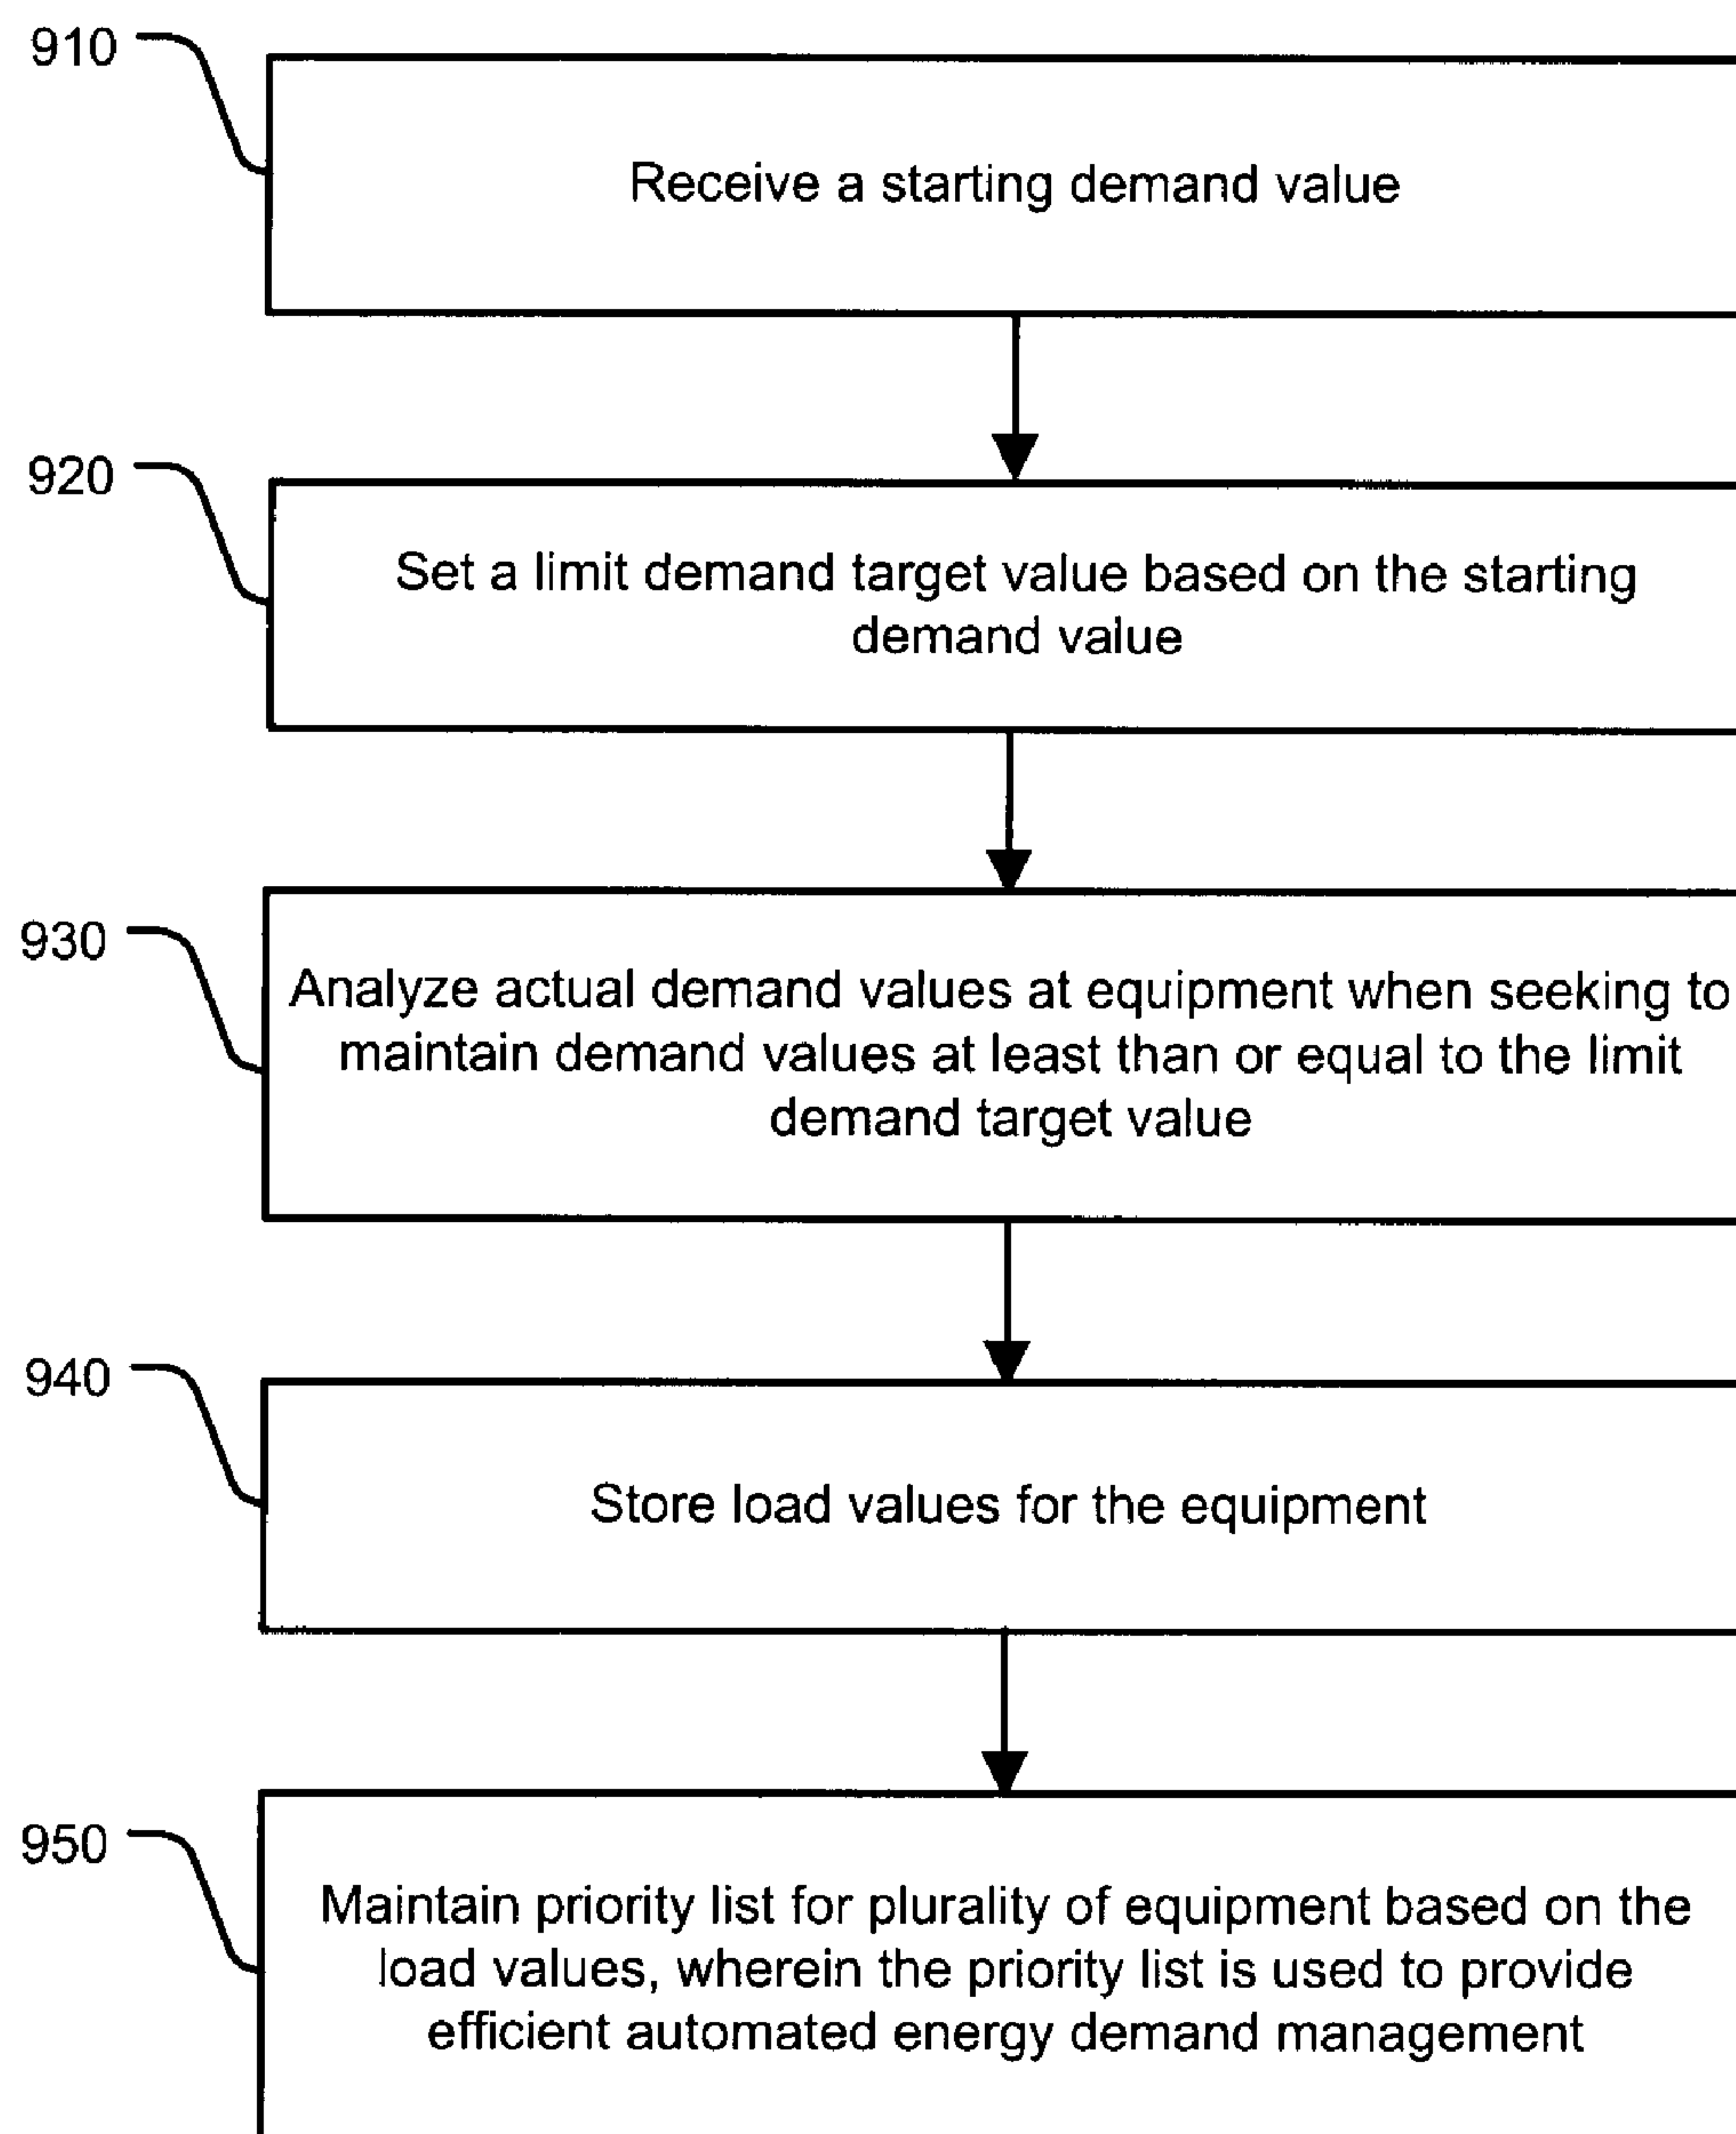 910
Receive a starting demand value
920
Set a limit demand target value based on the starting
demand value
930
Analyze actual demand values at equipment when seeking to
maintain demand values at least than or equal to the limit
demand target value
940
Store load values for the equipment
950
Maintain priority list for plurality of equipment based on the
load values, wherein the priority list is used to provide
efficient automated energy demand management